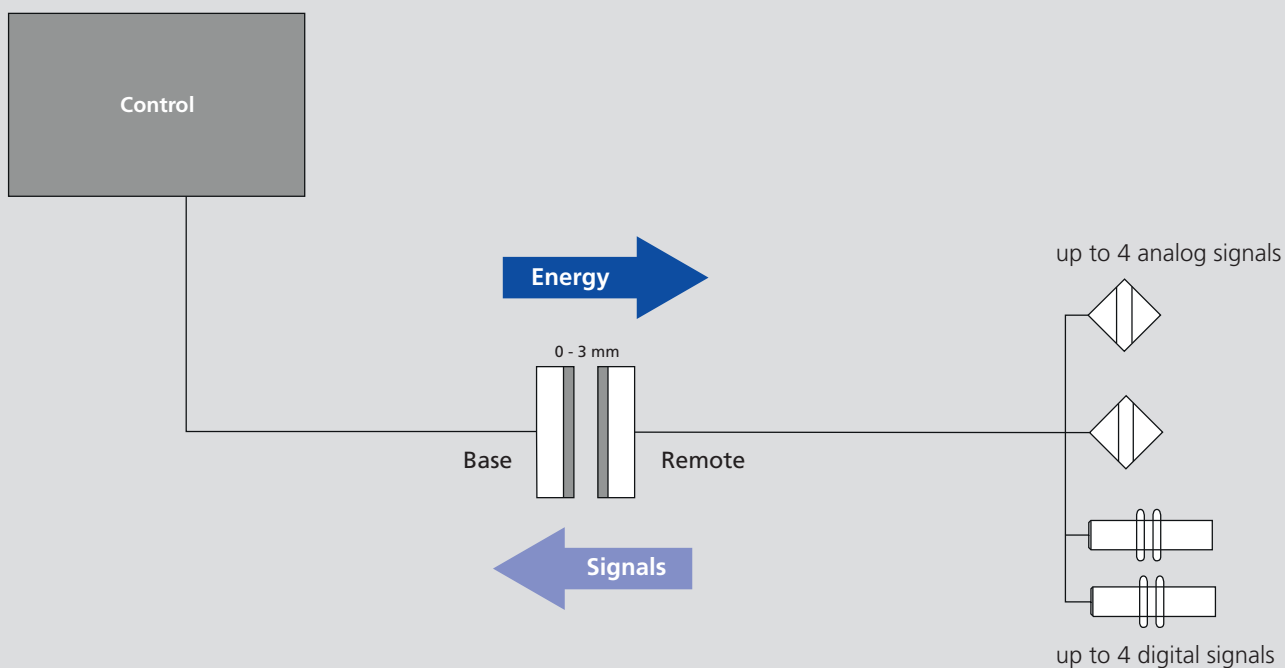 Control
up to 4 analog signals
Energy
0 - 3 mm
Base
Remote
Signals
up to 4 digital signals